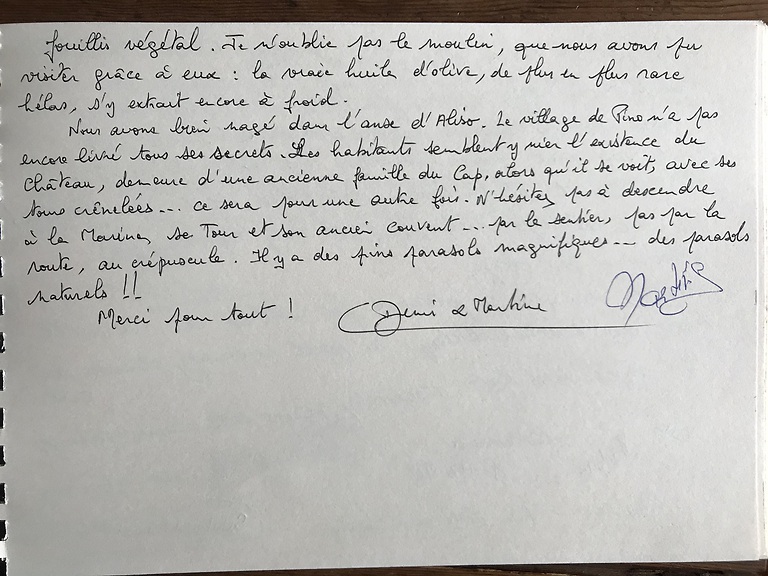 fouillis végétal. Je n'oublie pas le moulin, que nous avons pu
visiter grâce à eux : la vraie huile d'olive, de plus en plus rare
hélas, s'y extrait encore à froid.
Nous avons bien nagé dans l'anse d'Aliso. Le village de Pino n'a pas
encore livré tous ses secrets. Les habitants semblent y nier l'existence du
Château, demeure d'une ancienne famille du Cap, alors qu'il se voit, avec ses
tours crénelées... ce sera pour une autre fois. N'hésitez pas à descendre
à la Marine, sa Tour et son ancien couvent... par le sentier, pas par la
route, au crépuscule. Il y a des pins parasols magnifiques... des parasols
naturels !!
Merci pour tout ! Denis & Martine Martine